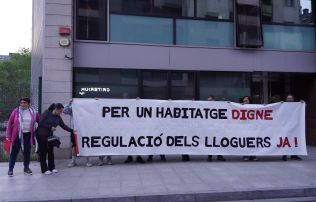 PER UN HABITATGE DIGNE
REGULACIÓ DELS LLOGUERS JA !